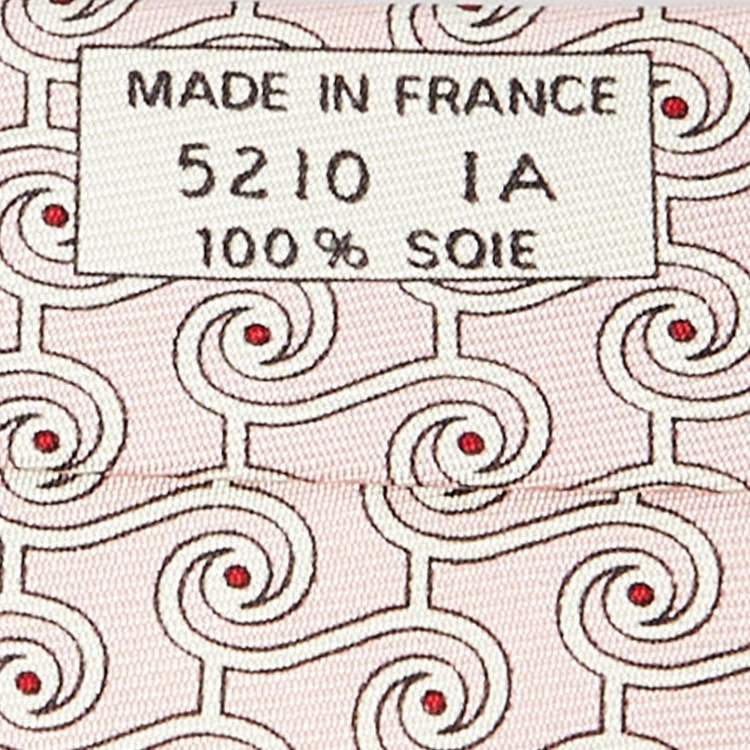 MADE IN FRANCE
5210 IA
100% SOIE